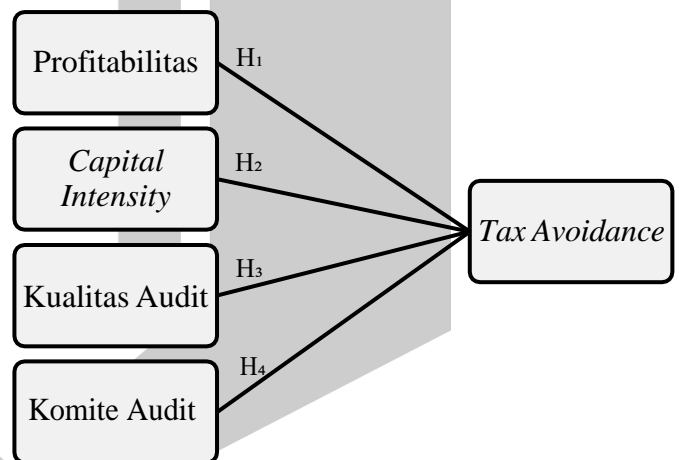 Profitabilitas
H₁
Capital
Intensity
H₂
Tax Avoidance
Kualitas Audit
H₃
Komite Audit
H₄